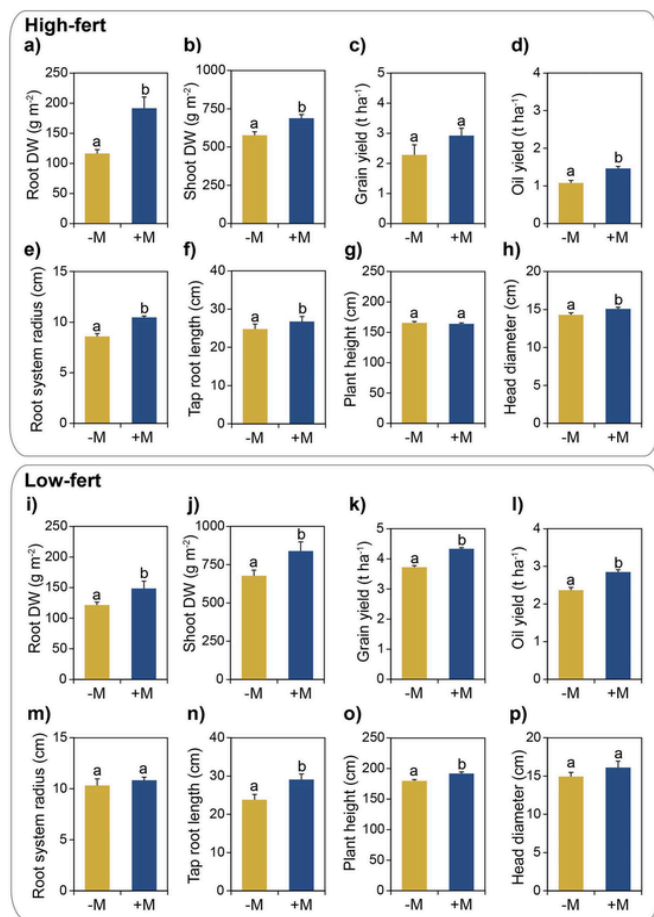 High-fert
a)
Root DW (g m⁻²)
250
200
150
100
50
0
a
b
-M
+M
b)
Shoot DW (g m⁻²)
1000
750
500
250
0
a
b
-M
+M
c)
Grain yield (t ha⁻¹)
5
4
3
2
1
0
a
a
-M
+M
d)
Oil yield (t ha⁻¹)
4
3
2
1
0
a
b
-M
+M
e)
Root system radius (cm)
15
10
5
0
a
b
-M
+M
f)
Tap root length (cm)
40
30
20
10
0
a
b
-M
+M
g)
Plant height (cm)
250
200
150
100
50
0
a
a
-M
+M
h)
Head diameter (cm)
20
15
10
5
0
a
b
-M
+M
Low-fert
i)
Root DW (g m⁻²)
250
200
150
100
50
0
a
b
-M
+M
j)
Shoot DW (g m⁻²)
1000
750
500
250
0
a
b
-M
+M
k)
Grain yield (t ha⁻¹)
5
4
3
2
1
0
a
b
-M
+M
l)
Oil yield (t ha⁻¹)
4
3
2
1
0
a
b
-M
+M
m)
Root system radius (cm)
15
10
5
0
a
a
-M
+M
n)
Tap root length (cm)
40
30
20
10
0
a
b
-M
+M
o)
Plant height (cm)
250
200
150
100
50
0
a
b
-M
+M
p)
Head diameter (cm)
20
15
10
5
0
a
a
-M
+M